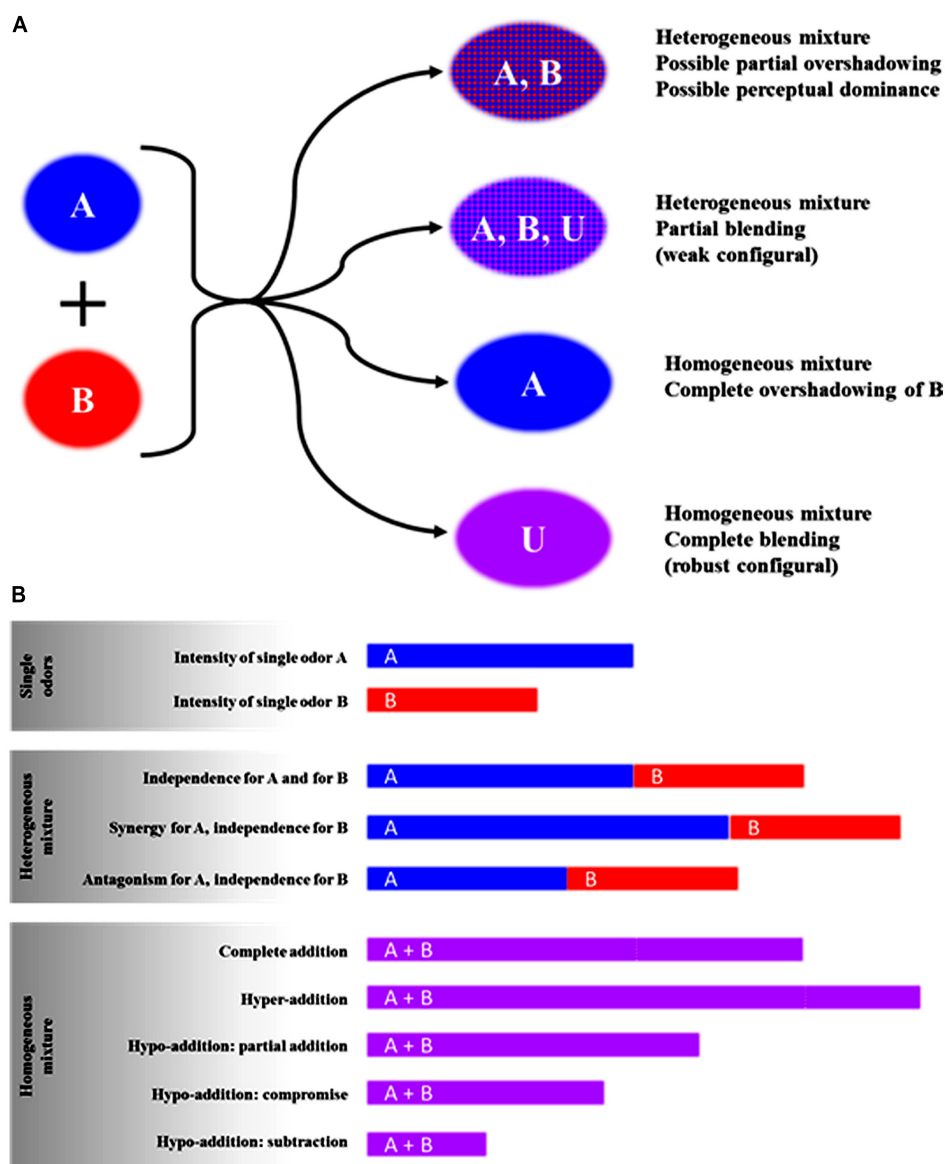 A
A
+
B
A, B
Heterogeneous mixture
Possible partial overshadowing
Possible perceptual dominance
A, B, U
Heterogeneous mixture
Partial blending
(weak configural)
A
Homogeneous mixture
Complete overshadowing of B
U
Homogeneous mixture
Complete blending
(robust configural)
B
Single
odors
Intensity of single odor A
A
Intensity of single odor B
B
Heterogeneous
mixture
Independence for A and for B
A
B
Synergy for A, independence for B
A
B
Antagonism for A, independence for B
A
B
Homogeneous
mixture
Complete addition
A + B
Hyper-addition
A + B
Hypo-addition: partial addition
A + B
Hypo-addition: compromise
A + B
Hypo-addition: subtraction
A + B